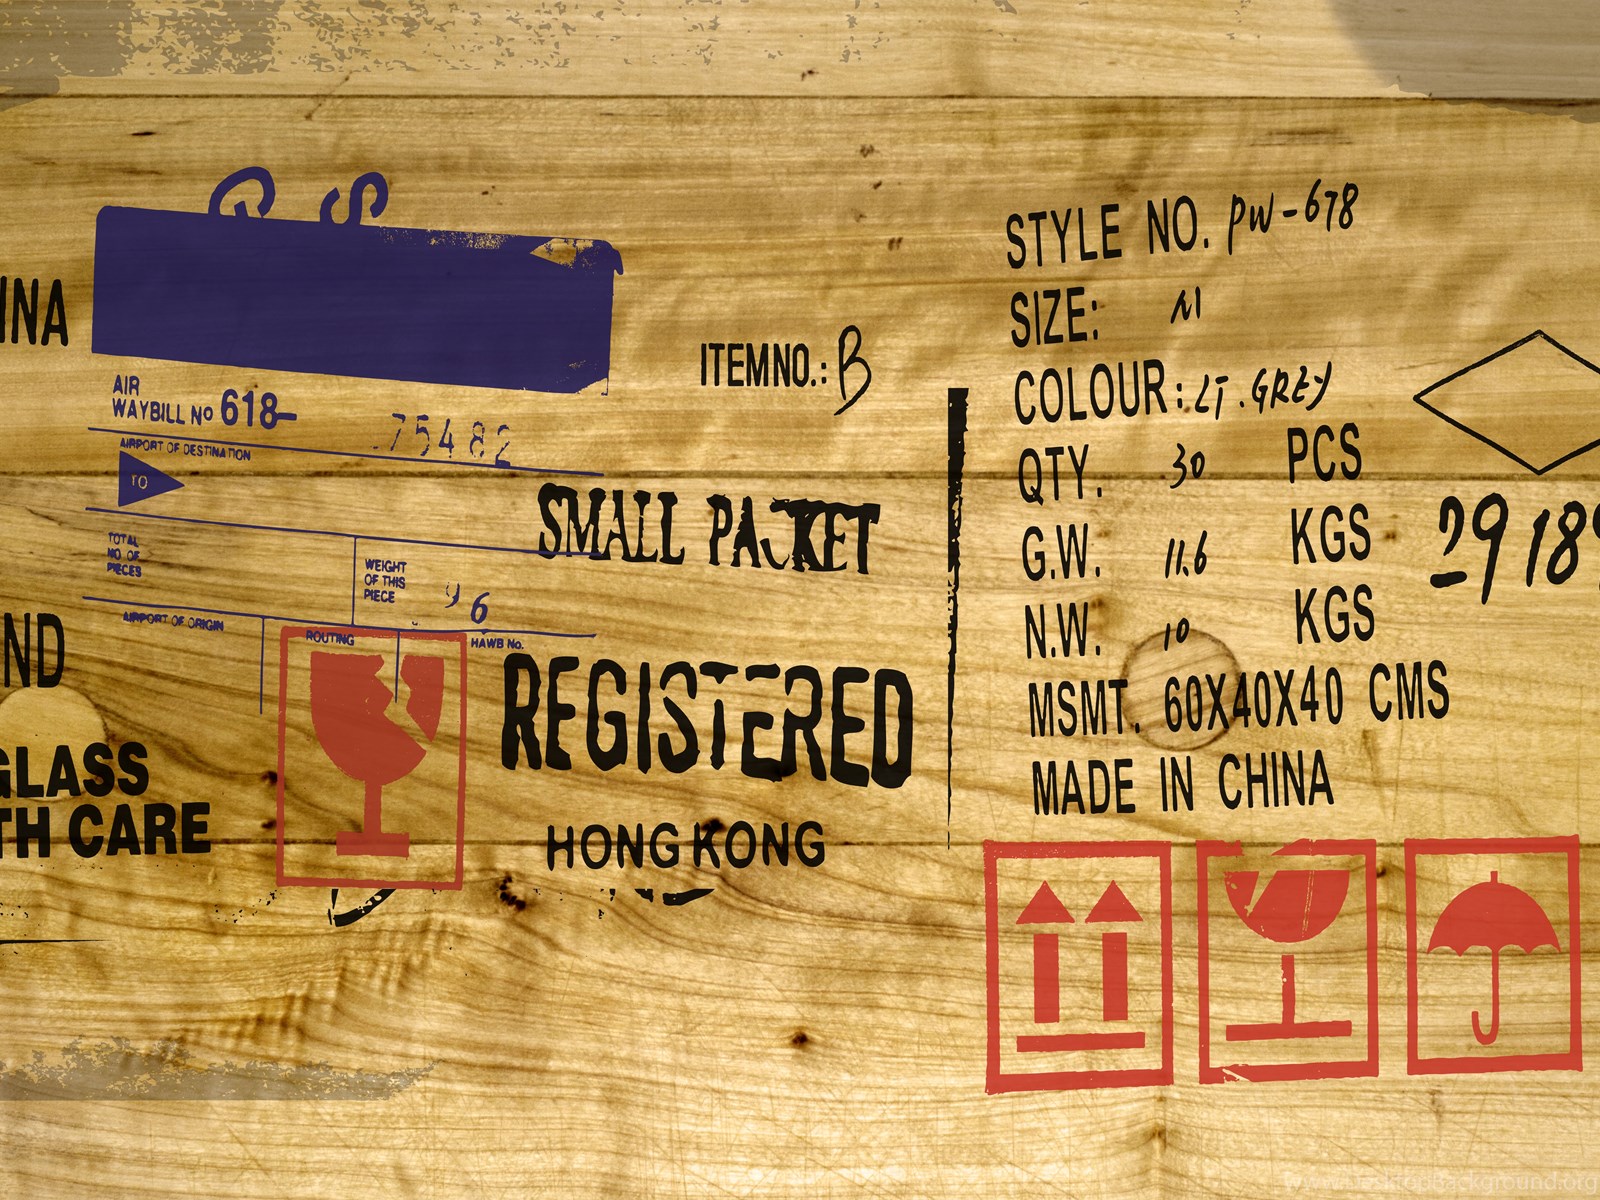 INA
AIR
WAYBILL No 618-
75482
AIRPORT OF DESTINATION
TO
TOTAL
NO OF
PIECES
WEIGHT
OF THIS
PIECE
96
AIRPORT OF ORIGIN
ROUTING
HAWB No.
ND
GLASS
TH CARE
ITEM NO.: B
SMALL PACKET
REGISTERED
HONG KONG
STYLE NO. PW-678
SIZE: M
COLOUR: LT. GREY
QTY. 30 PCS
G.W. 11.6 KGS
N.W. 10 KGS
MSMT. 60X40X40 CMS
MADE IN CHINA
29189
www.DesktopBackground.org